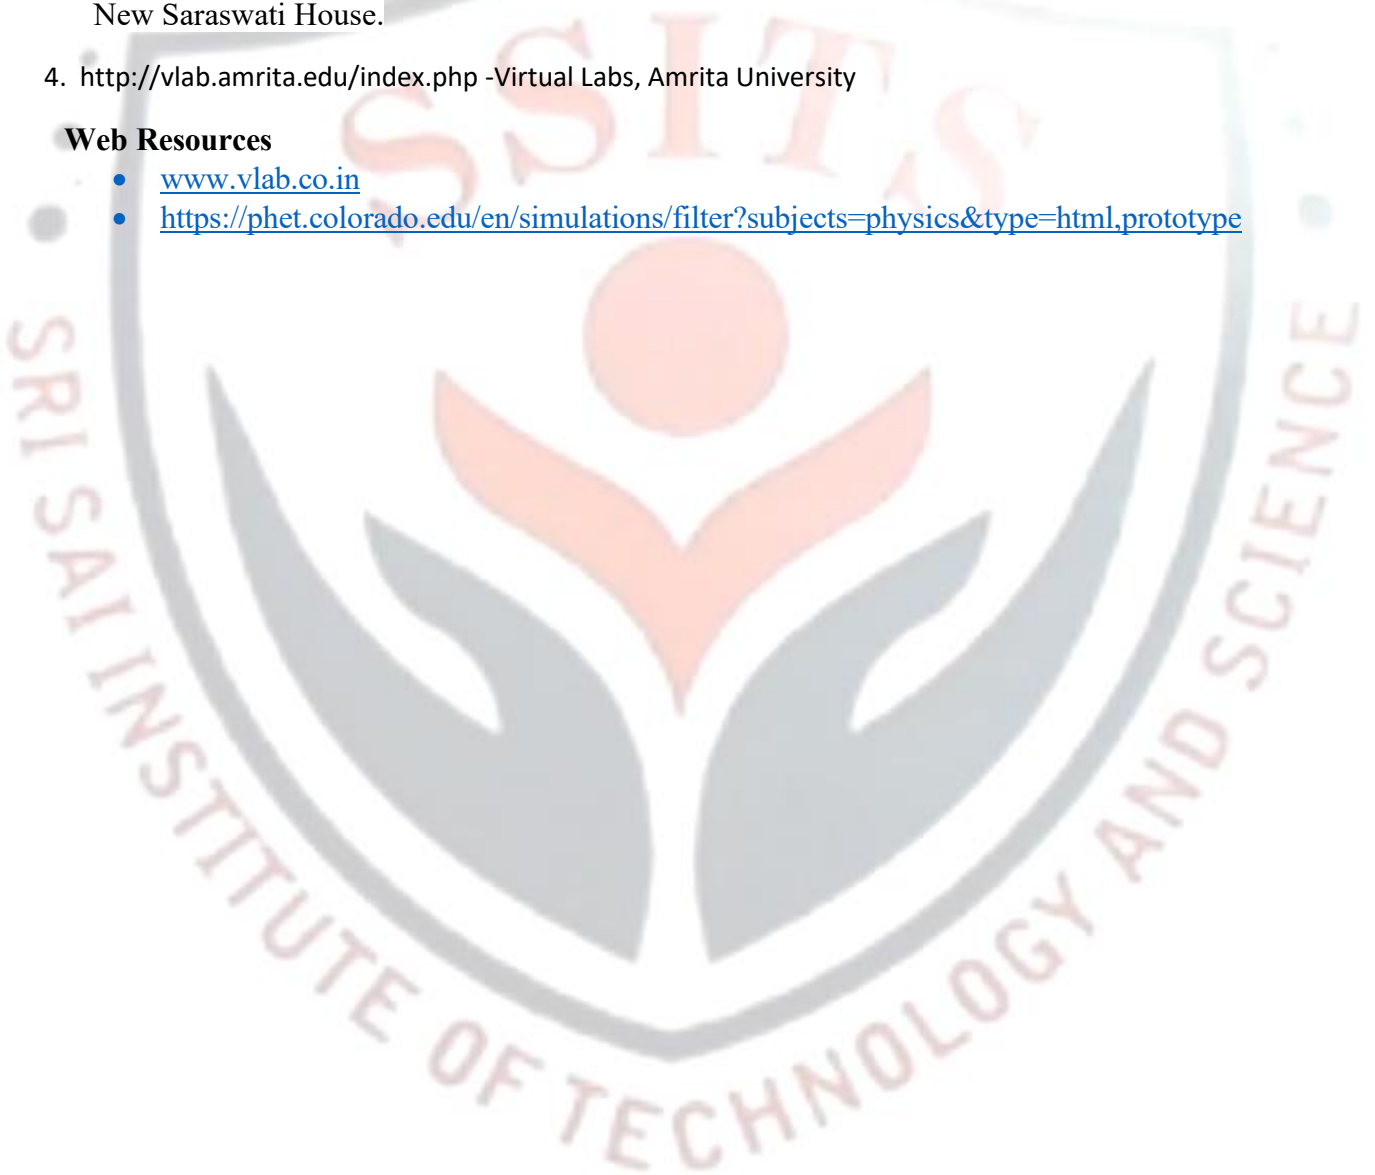 New Saraswati House.
4. http://vlab.amrita.edu/index.php -Virtual Labs, Amrita University
Web Resources
• www.vlab.co.in
• https://phet.colorado.edu/en/simulations/filter?subjects=physics&type=html,prototype
SSITS
SRI SAI INSTITUTE OF TECHNOLOGY AND SCIENCE